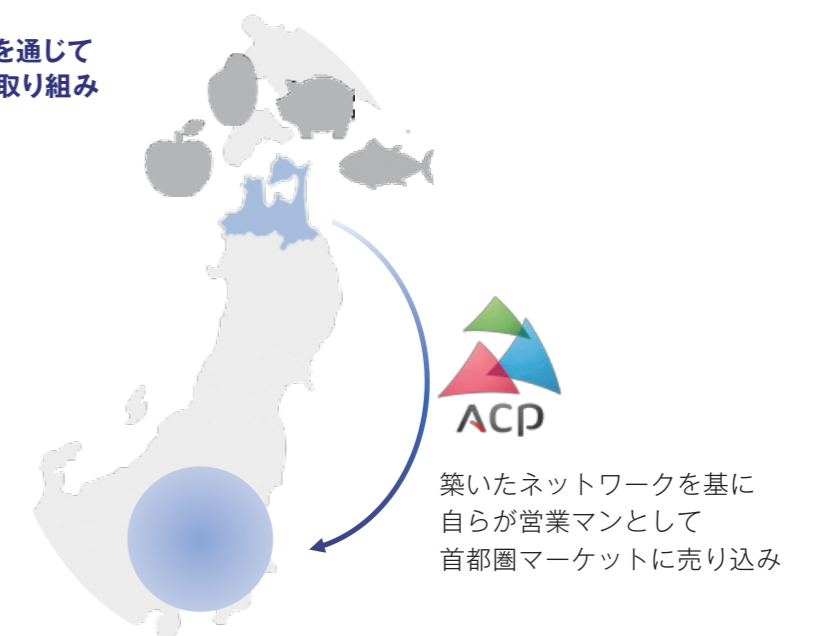 を通じて
取り組み
ACP
築いたネットワークを基に
自らが営業マンとして
首都圏マーケットに売り込み